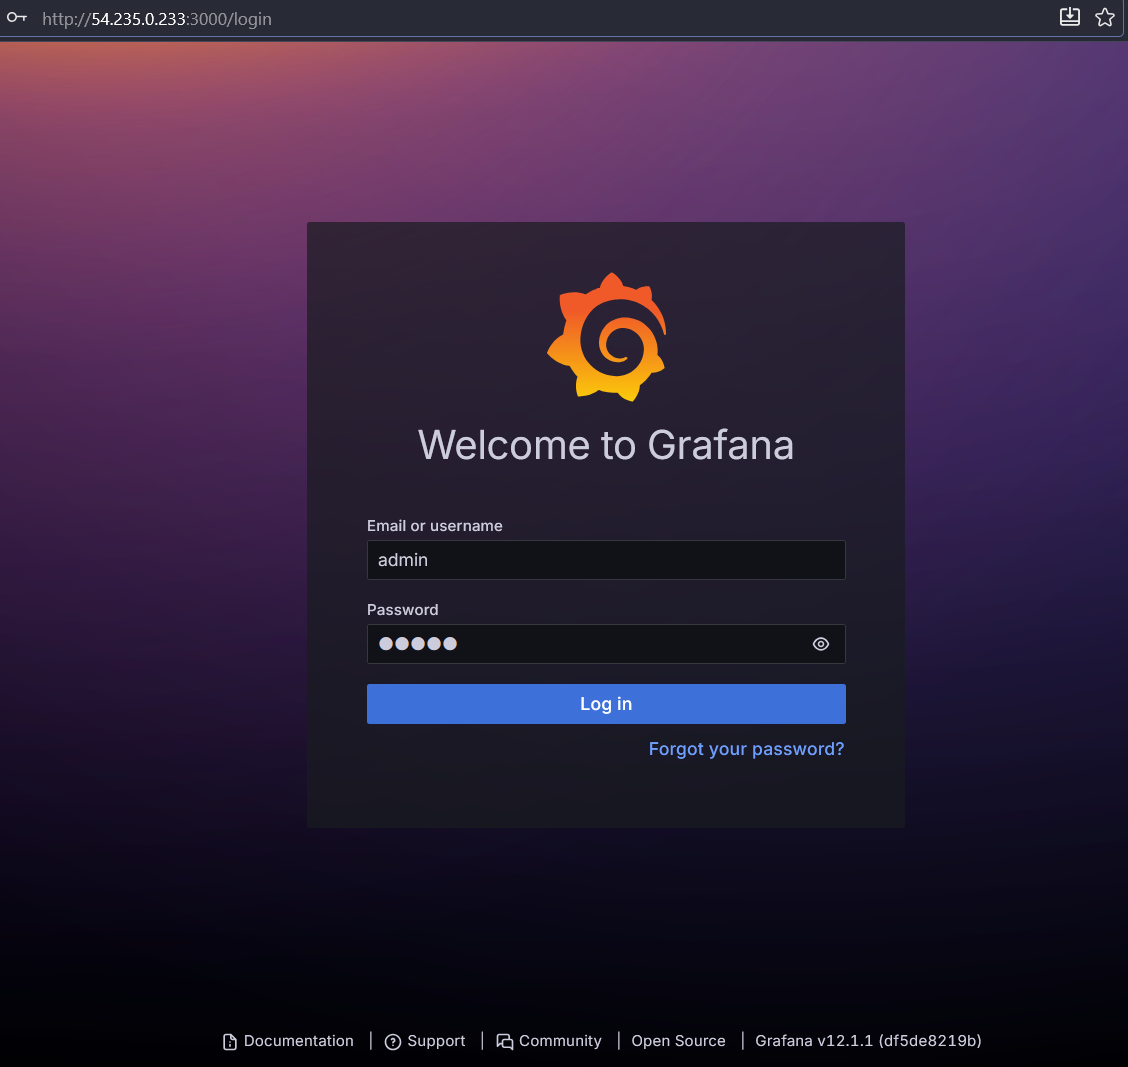 http://54.235.0.233:3000/login
Welcome to Grafana
Email or username
admin
Password
●●●●●
Log in
Forgot your password?
Documentation | Support | Community | Open Source | Grafana v12.1.1 (df5de8219b)